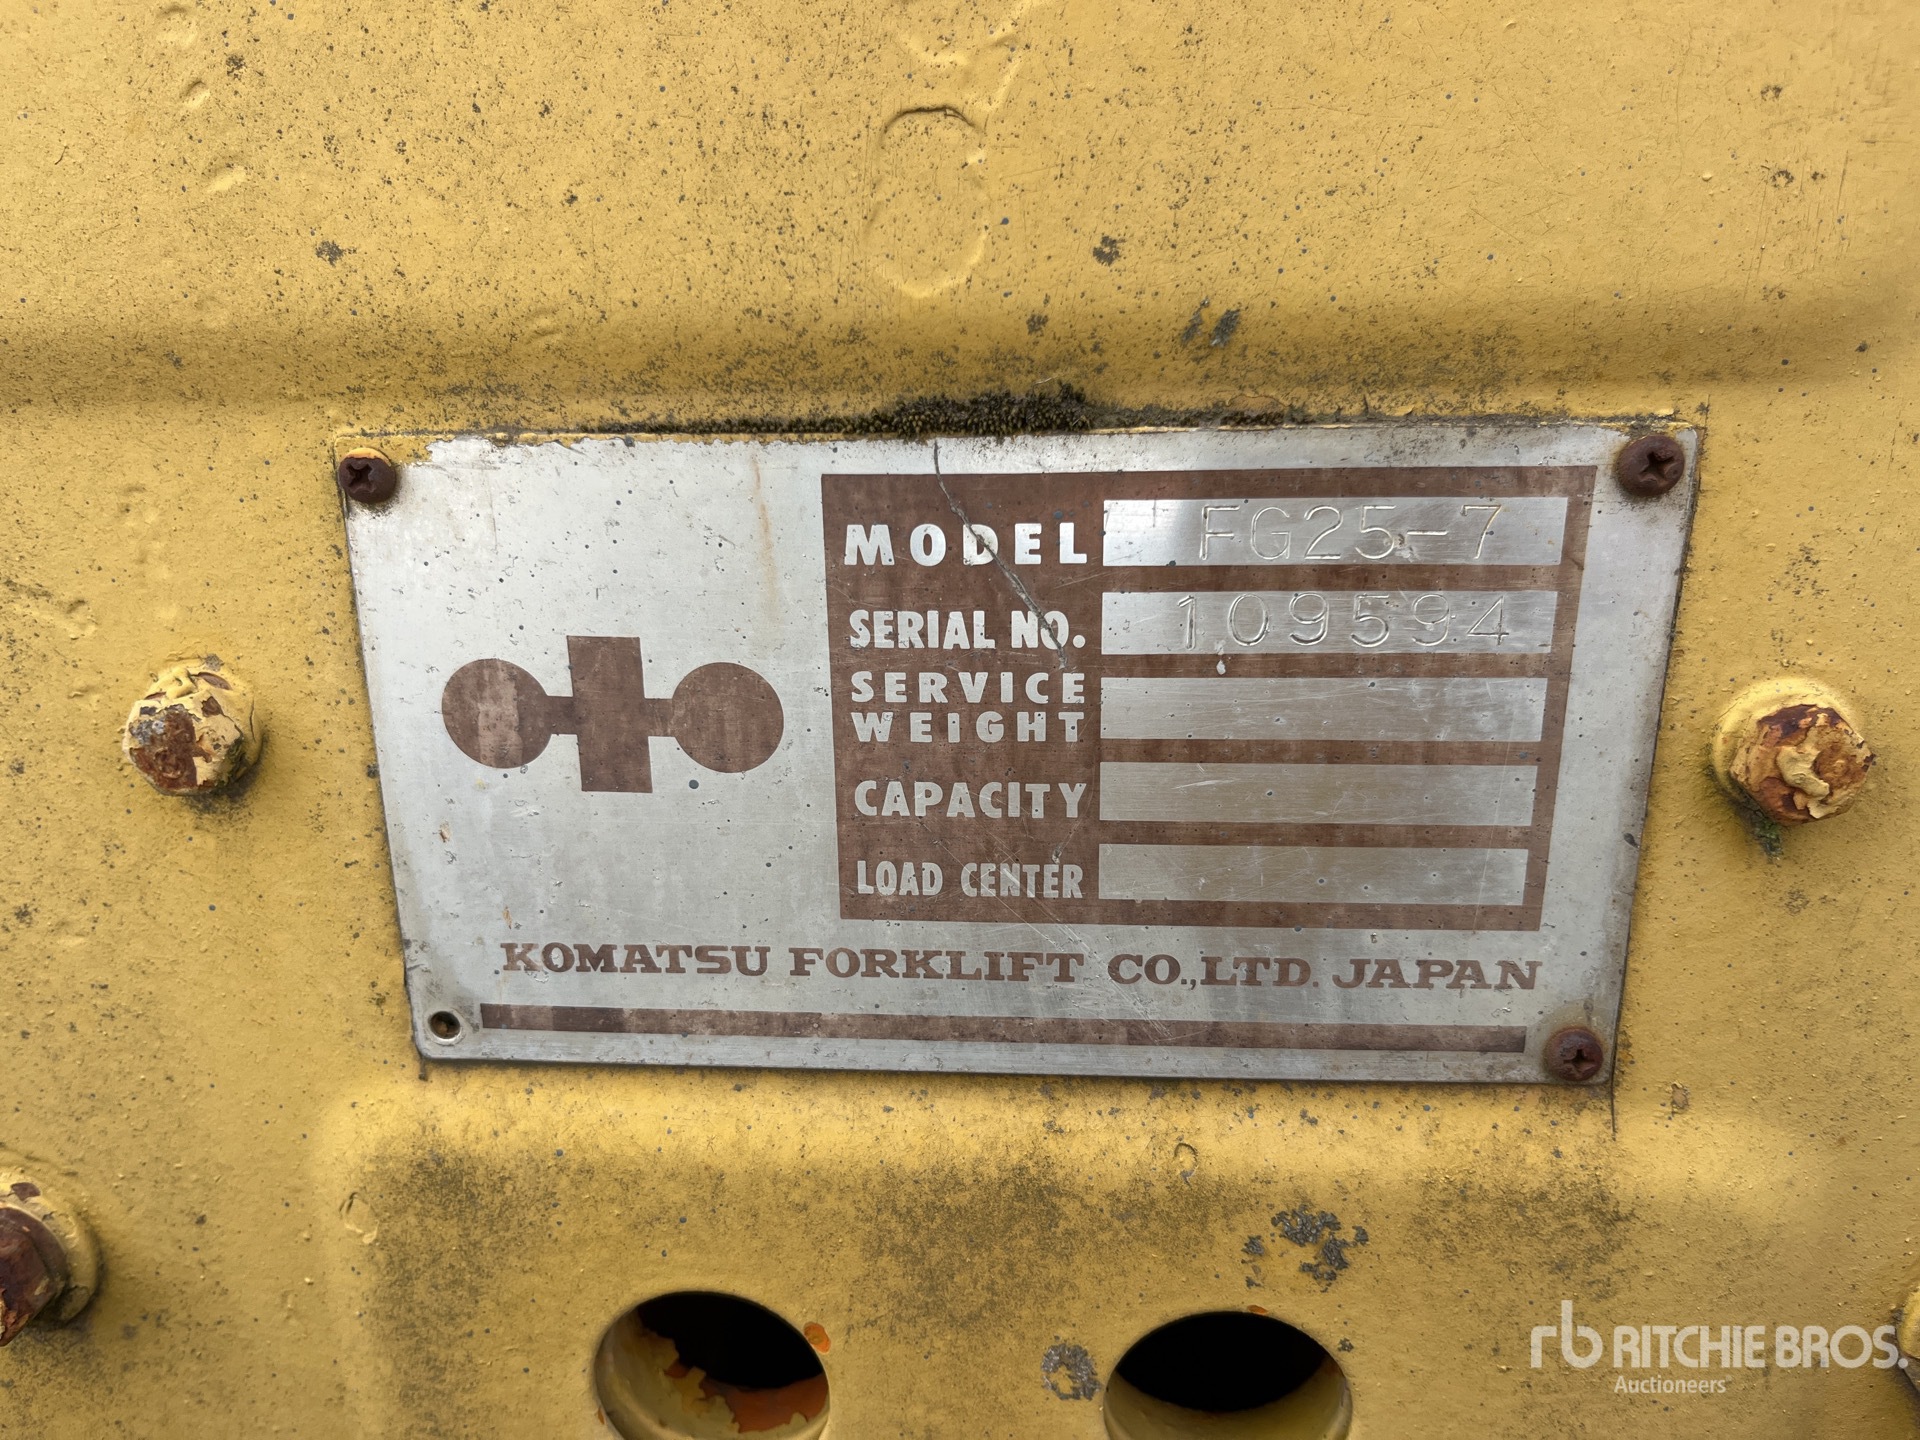 MODEL FG25-7
SERIAL NO. 109594
SERVICE
WEIGHT
CAPACITY
LOAD CENTER
KOMATSU FORKLIFT CO.,LTD. JAPAN
rb RITCHIE BROS.
Auctioneers